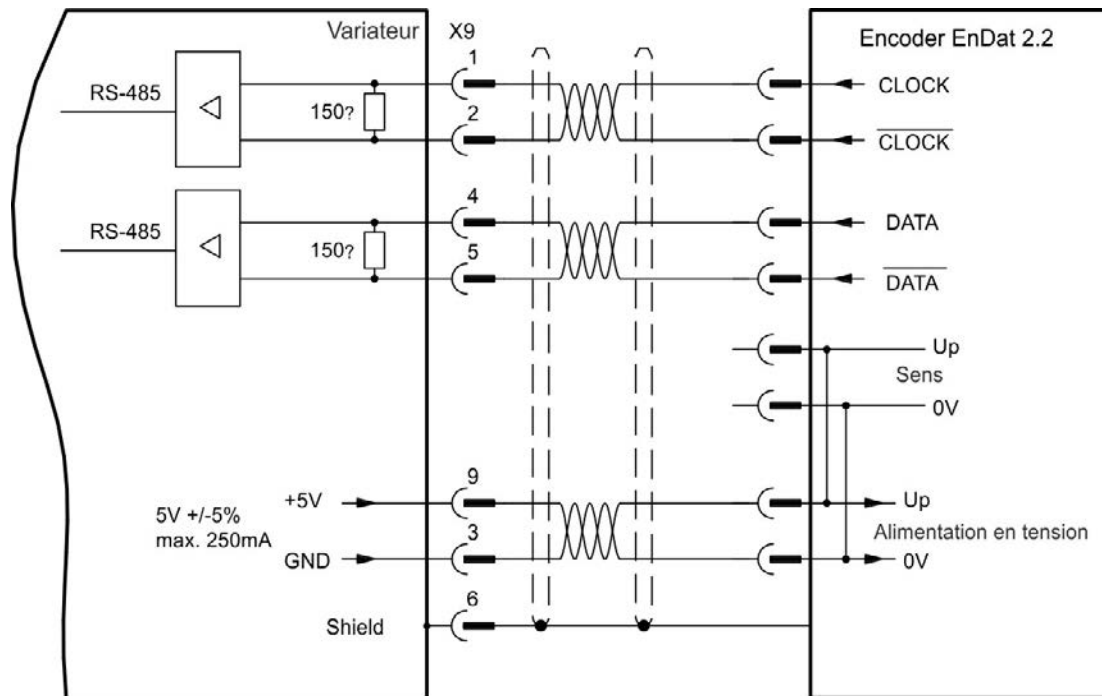 Variateur
X9
Encoder EnDat 2.2
1
RS-485
150?
CLOCK
2
CLOCK
4
RS-485
150?
DATA
5
DATA
Up
Sens
0V
9
+5V
Up
5V +/-5%
max. 250mA
Alimentation en tension
3
GND
0V
6
Shield